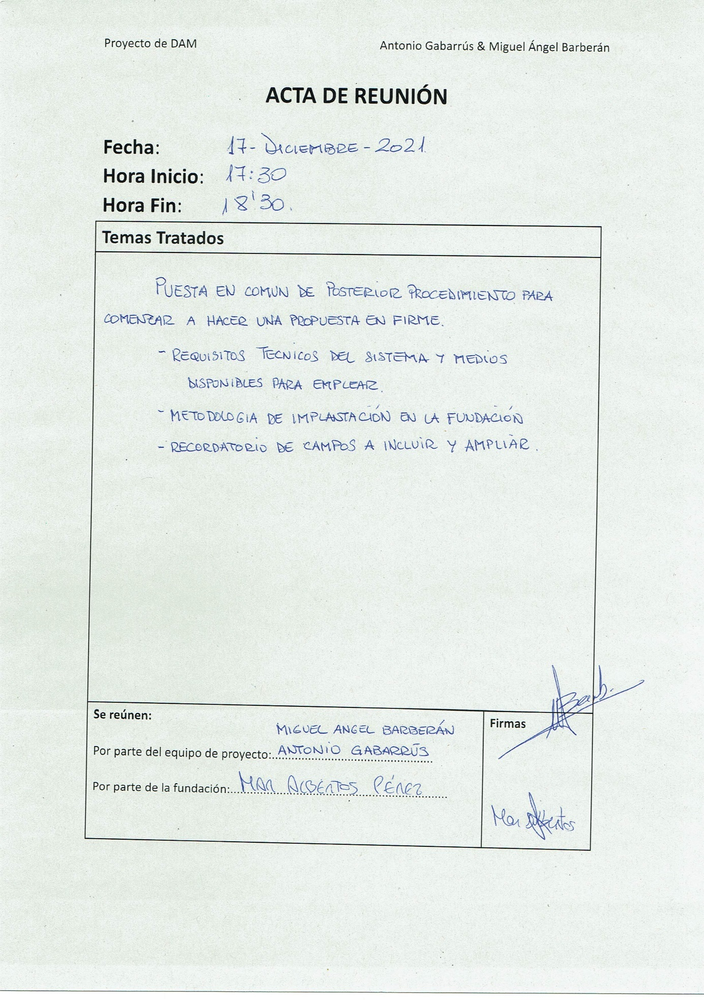 Proyecto de DAM
Antonio Gabarrús & Miguel Ángel Barberán
ACTA DE REUNIÓN
Fecha: 17-DICIEMBRE-2021.
Hora Inicio: 17:30
Hora Fin: 18'30.
Temas Tratados
PUESTA EN COMUN DE POSTERIOR PROCEDIMIENTO PARA
COMENZAR A HACER UNA PROPUESTA EN FIRME.
- REQUISITOS TECNICOS DEL SISTEMA Y MEDIOS
DISPONIBLES PARA EMPLEAR.
- METODOLOGIA DE IMPLANTACIÓN EN LA FUNDACIÓN
- RECORDATORIO DE CAMPOS A INCLUIR Y AMPLIAR.
Se reúnen:
Firmas
MIGUEL ANGEL BARBERÁN
Por parte del equipo de proyecto: ANTONIO GABARRÚS
Por parte de la fundación: MAR ALBERTOS PÉREZ
Mar Albertos